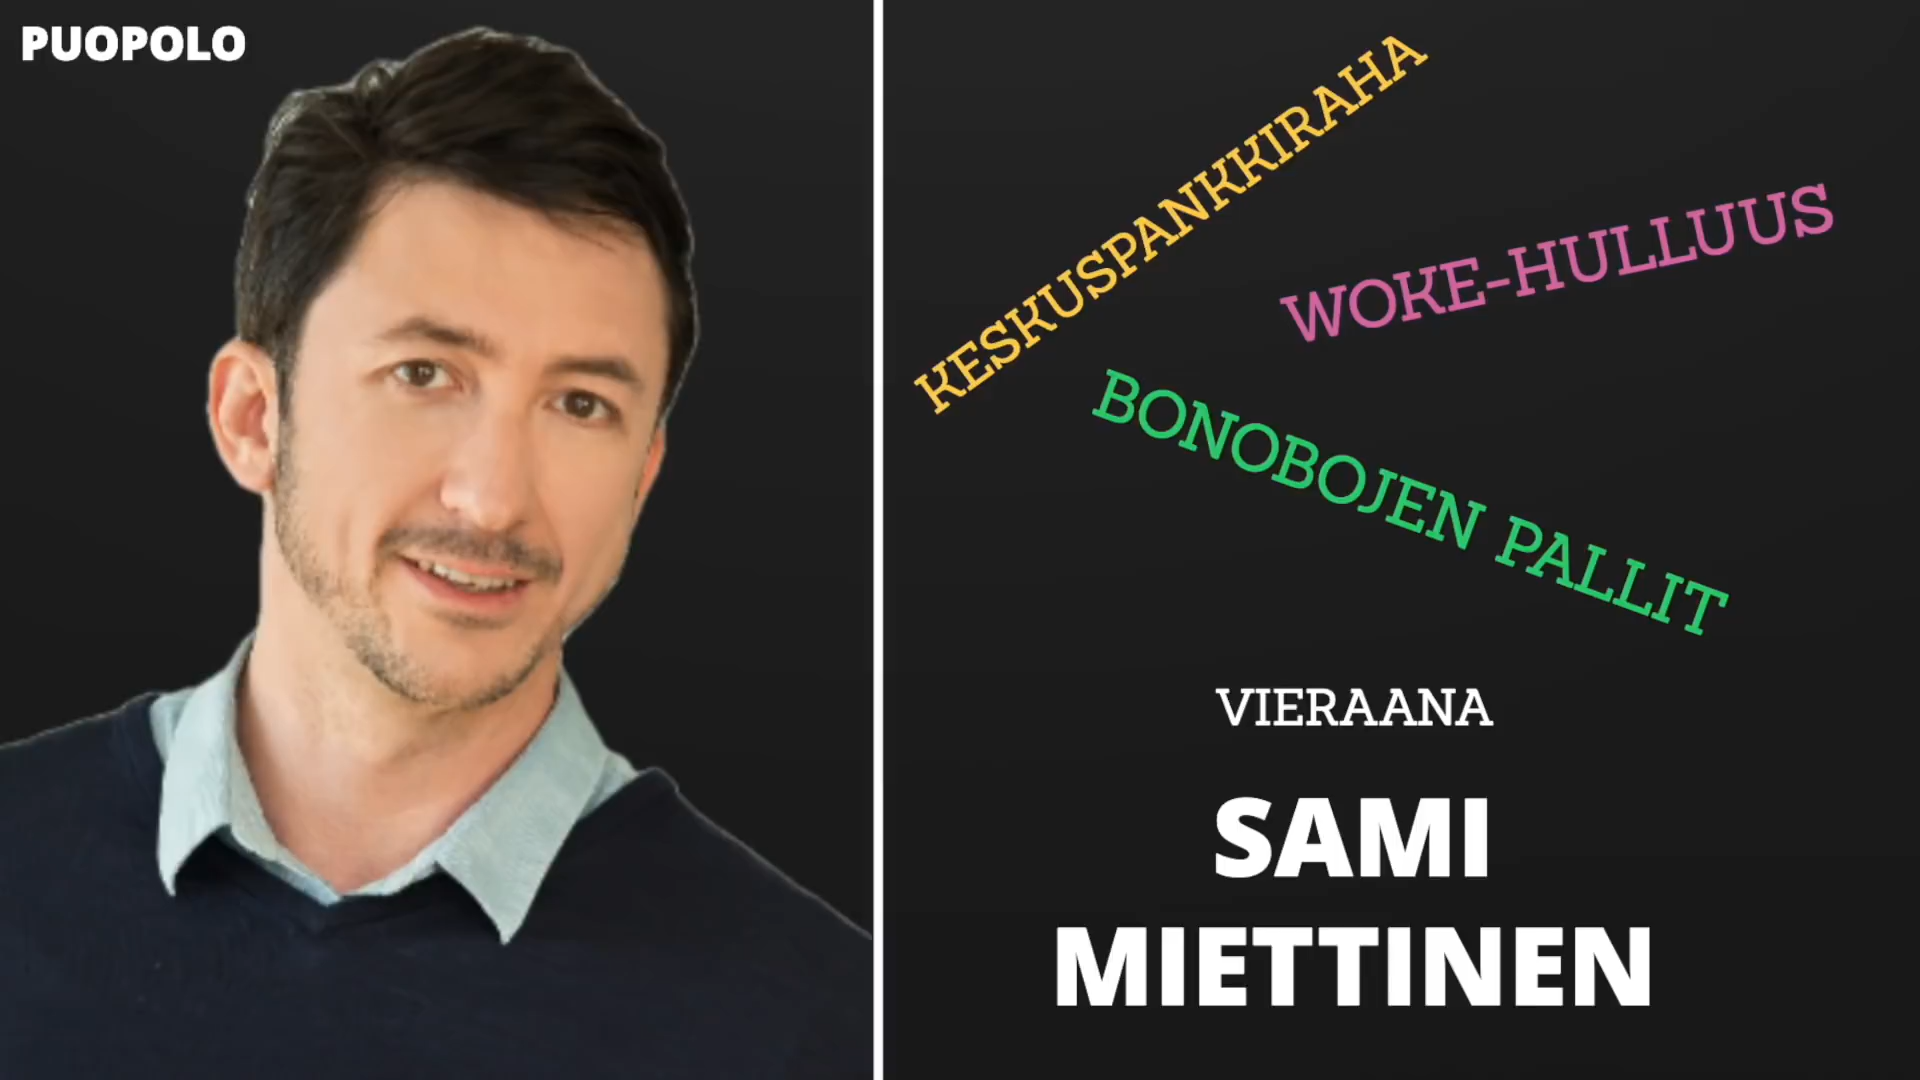 PUOPOLO
KESKUSPANKKIRAHA
WOKE-HULLUUS
BONOBOJEN PALLIT
VIERAANA
SAMI
MIETTINEN